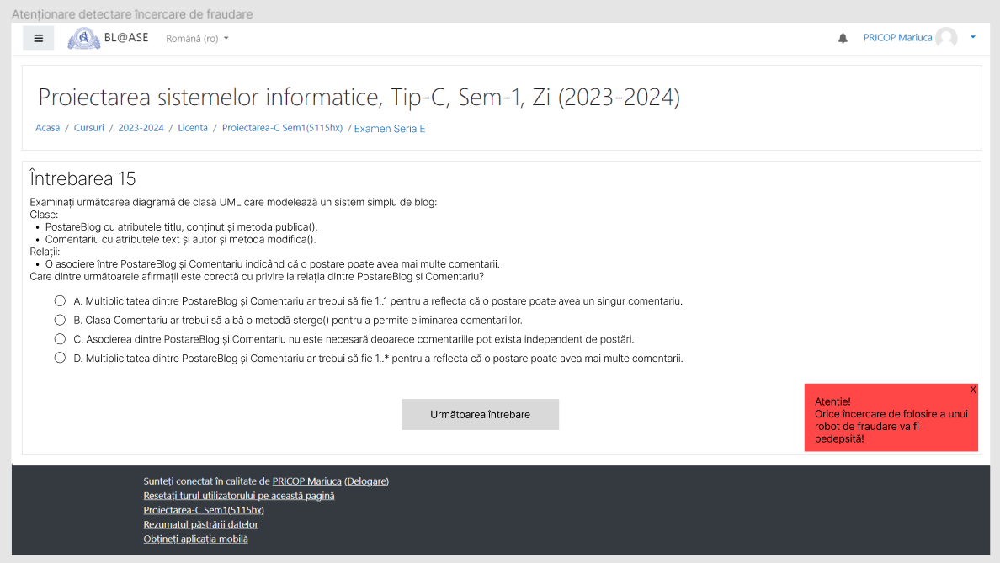 Atenționare detectare încercare de fraudare
BL@ASE Română (ro) PRICOP Mariuca
Proiectarea sistemelor informatice, Tip-C, Sem-1, Zi (2023-2024)
Acasă / Cursuri / 2023-2024 / Licenta / Proiectarea-C Sem1(5115hx) / Examen Seria E
Întrebarea 15
Examinați următoarea diagramă de clasă UML care modelează un sistem simplu de blog:
Clase:
• PostareBlog cu atributele titlu, conținut și metoda publica().
• Comentariu cu atributele text și autor și metoda modifica().
Relații:
• O asociere între PostareBlog și Comentariu indicând că o postare poate avea mai multe comentarii.
Care dintre următoarele afirmații este corectă cu privire la relația dintre PostareBlog și Comentariu?
A. Multiplicitatea dintre PostareBlog și Comentariu ar trebui să fie 1..1 pentru a reflecta că o postare poate avea un singur comentariu.
B. Clasa Comentariu ar trebui să aibă o metodă sterge() pentru a permite eliminarea comentariilor.
C. Asocierea dintre PostareBlog și Comentariu nu este necesară deoarece comentariile pot exista independent de postări.
D. Multiplicitatea dintre PostareBlog și Comentariu ar trebui să fie 1..* pentru a reflecta că o postare poate avea mai multe comentarii.
Următoarea întrebare
X
Atenție!
Orice încercare de folosire a unui
robot de fraudare va fi
pedepsită!
Sunteți conectat în calitate de PRICOP Mariuca (Delogare)
Resetați turul utilizatorului pe această pagină
Proiectarea-C Sem1(5115hx)
Rezumatul păstrării datelor
Obțineți aplicația mobilă